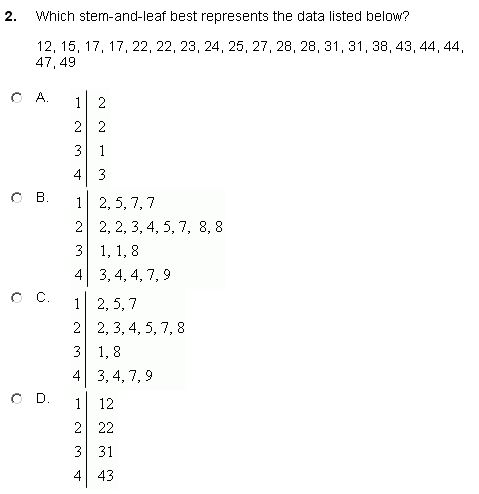 2. Which stem-and-leaf best represents the data listed below?
12, 15, 17, 17, 22, 22, 23, 24, 25, 27, 28, 28, 31, 31, 38, 43, 44, 44,
47, 49
A. 1 2
2 2
3 1
4 3
B. 1 2, 5, 7, 7
2 2, 2, 3, 4, 5, 7, 8, 8
3 1, 1, 8
4 3, 4, 4, 7, 9
C. 1 2, 5, 7
2 2, 3, 4, 5, 7, 8
3 1, 8
4 3, 4, 7, 9
D. 1 12
2 22
3 31
4 43